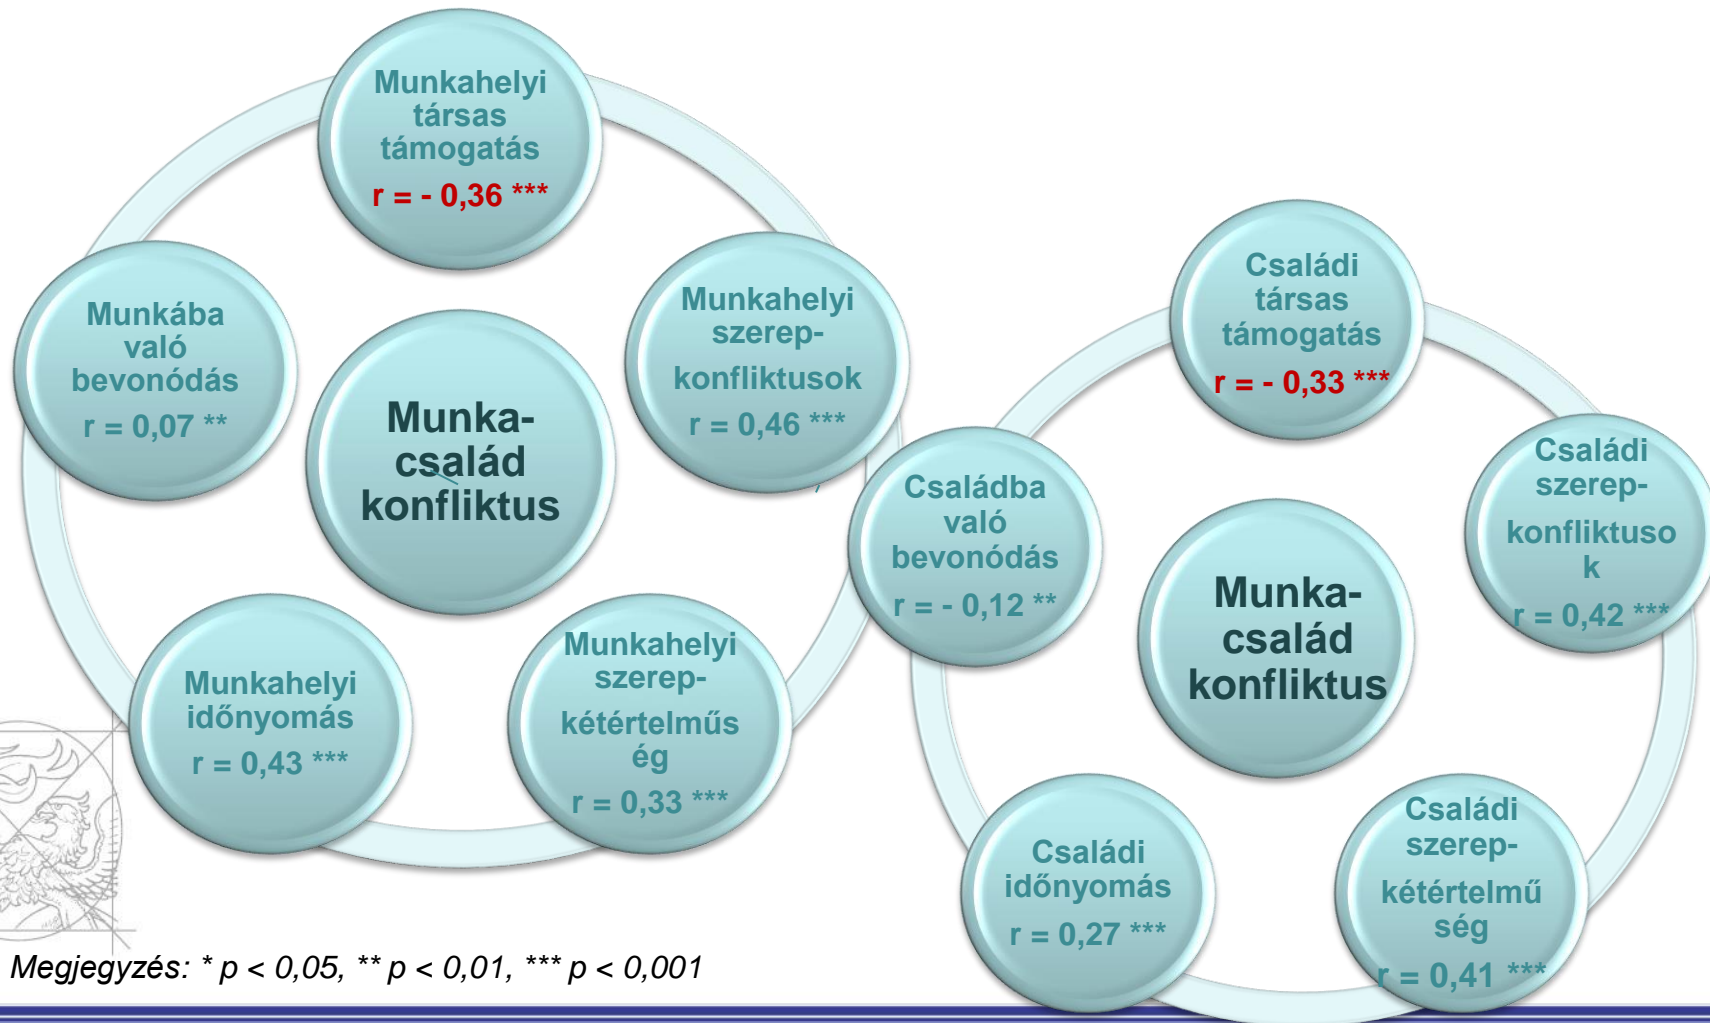 Munkahelyi
társas
támogatás
r = - 0,36 ***
Munkahelyi
szerep-
konfliktusok
r = 0,46 ***
Munkahelyi
szerep-
kétértelműs
ég
r = 0,33 ***
Munkahelyi
időnyomás
r = 0,43 ***
Munkába
való
bevonódás
r = 0,07 **
Munka-
család
konfliktus
Családi
társas
támogatás
r = - 0,33 ***
Családi
szerep-
konfliktuso
k
r = 0,42 ***
Családi
szerep-
kétértelmű
ség
r = 0,41 ***
Családi
időnyomás
r = 0,27 ***
Családba
való
bevonódás
r = - 0,12 **
Munka-
család
konfliktus
Megjegyzés: * p < 0,05, ** p < 0,01, *** p < 0,001